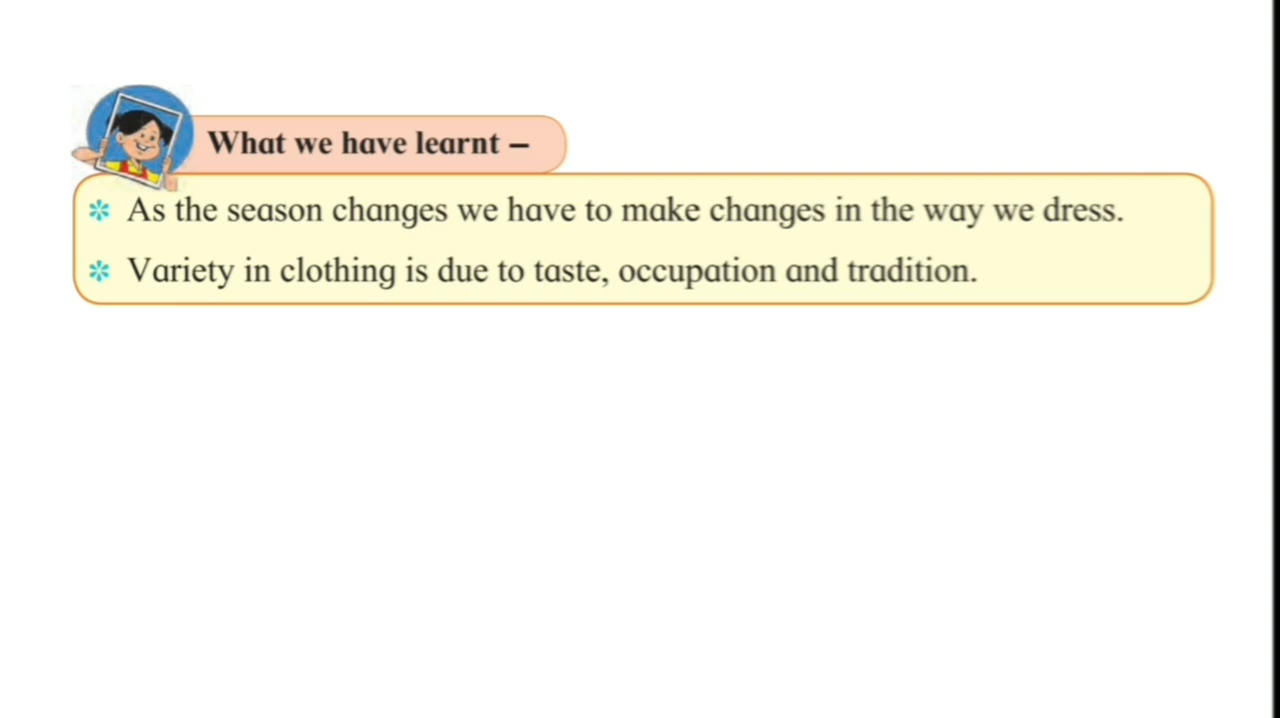 What we have learnt –
✼ As the season changes we have to make changes in the way we dress.
✼ Variety in clothing is due to taste, occupation and tradition.